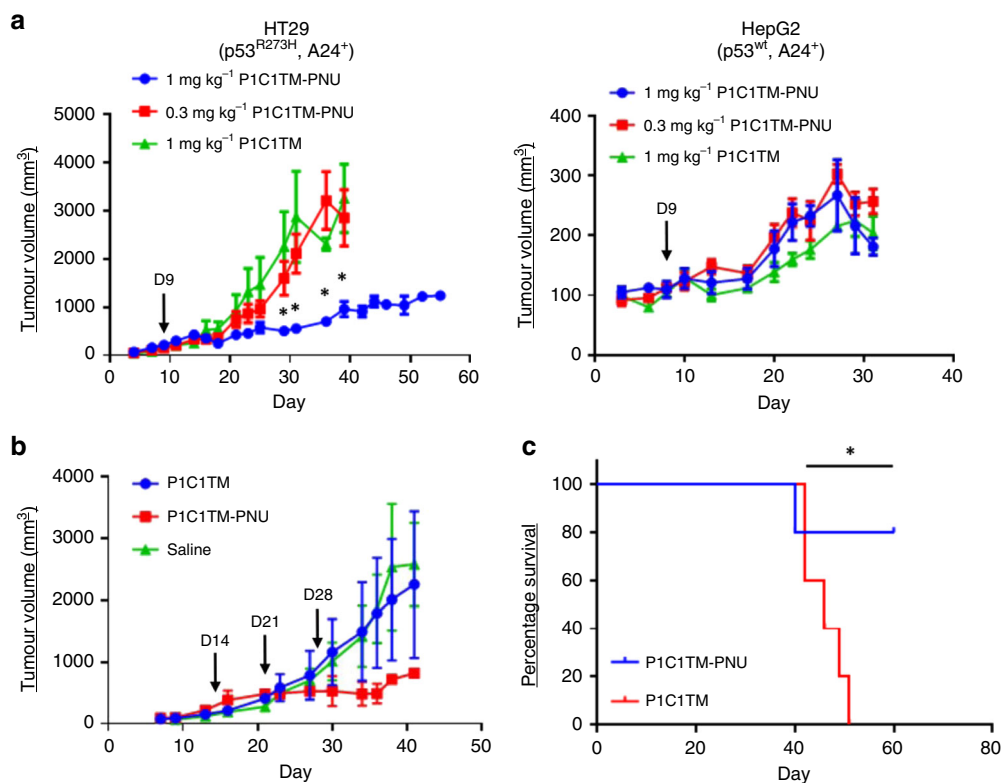 a
HT29
(p53^R273H, A24⁺)
1 mg kg⁻¹ P1C1TM-PNU
0.3 mg kg⁻¹ P1C1TM-PNU
1 mg kg⁻¹ P1C1TM
Tumour volume (mm³)
5000
4000
3000
2000
1000
0
D9
*
*
*
*
0 10 20 30 40 50 60
Day
HepG2
(p53^wt, A24⁺)
1 mg kg⁻¹ P1C1TM-PNU
0.3 mg kg⁻¹ P1C1TM-PNU
1 mg kg⁻¹ P1C1TM
Tumour volume (mm³)
400
300
200
100
0
D9
0 10 20 30 40
Day
b
P1C1TM
P1C1TM-PNU
Saline
Tumour volume (mm³)
4000
3000
2000
1000
0
D14
D21
D28
0 10 20 30 40 50
Day
c
*
Percentage survival
100
80
60
40
20
0
P1C1TM-PNU
P1C1TM
0 20 40 60 80
Day